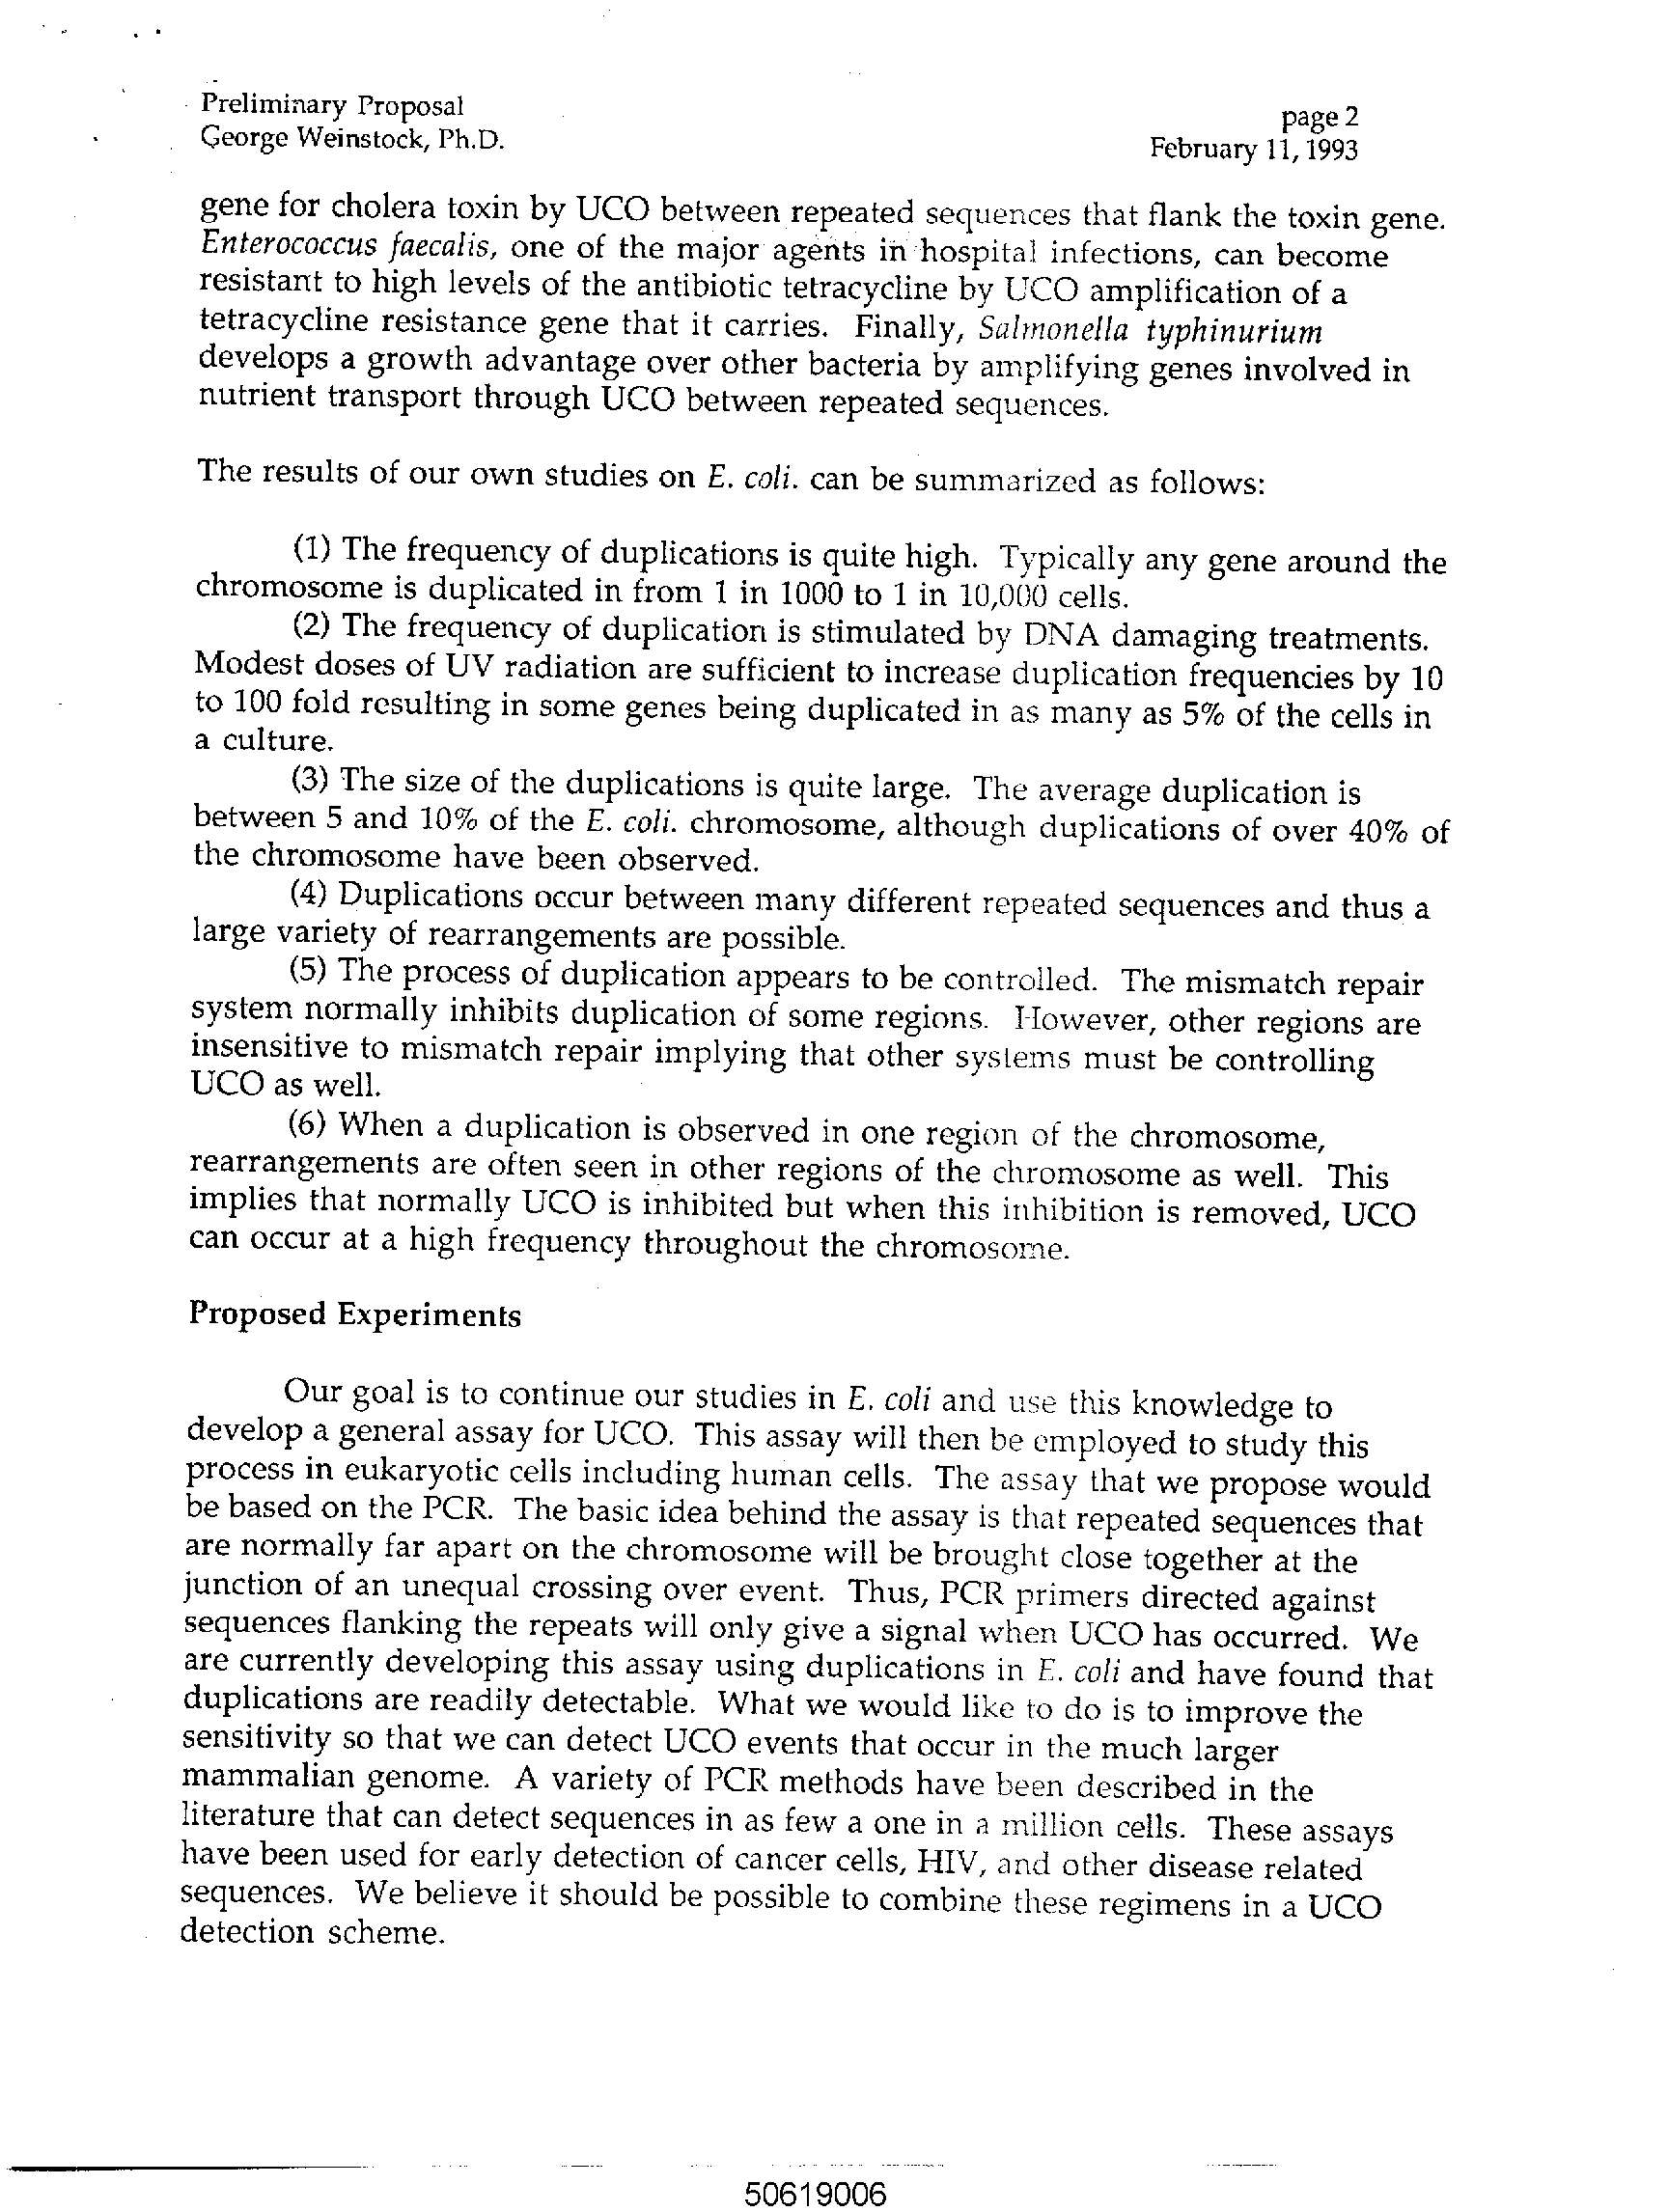 Preliminary Proposal
George Weinstock, Ph.D.
page 2
February 11, 1993
gene for cholera toxin by UCO between repeated sequences that flank the toxin gene.
Enterococcus faecalis, one of the major agents in hospital infections, can become
resistant to high levels of the antibiotic tetracycline by UCO amplification of a
tetracycline resistance gene that it carries. Finally, Salmonella typhinurium
develops a growth advantage over other bacteria by amplifying genes involved in
nutrient transport through UCO between repeated sequences.
The results of our own studies on E. coli. can be summarized as follows:
(1) The frequency of duplications is quite high. Typically any gene around the
chromosome is duplicated in from 1 in 1000 to 1 in 10,000 cells.
(2) The frequency of duplication is stimulated by DNA damaging treatments.
Modest doses of UV radiation are sufficient to increase duplication frequencies by 10
to 100 fold resulting in some genes being duplicated in as many as 5% of the cells in
a culture.
(3) The size of the duplications is quite large. The average duplication is
between 5 and 10% of the E. coli. chromosome, although duplications of over 40% of
the chromosome have been observed.
(4) Duplications occur between many different repeated sequences and thus a
large variety of rearrangements are possible.
(5) The process of duplication appears to be controlled. The mismatch repair
system normally inhibits duplication of some regions. However, other regions are
insensitive to mismatch repair implying that other systems must be controlling
UCO as well.
(6) When a duplication is observed in one region of the chromosome,
rearrangements are often seen in other regions of the chromosome as well. This
implies that normally UCO is inhibited but when this inhibition is removed, UCO
can occur at a high frequency throughout the chromosome.
Proposed Experiments
Our goal is to continue our studies in E. coli and use this knowledge to
develop a general assay for UCO. This assay will then be employed to study this
process in eukaryotic cells including human cells. The assay that we propose would
be based on the PCR. The basic idea behind the assay is that repeated sequences that
are normally far apart on the chromosome will be brought close together at the
junction of an unequal crossing over event. Thus, PCR primers directed against
sequences flanking the repeats will only give a signal when UCO has occurred. We
are currently developing this assay using duplications in E. coli and have found that
duplications are readily detectable. What we would like to do is to improve the
sensitivity so that we can detect UCO events that occur in the much larger
mammalian genome. A variety of PCR methods have been described in the
literature that can detect sequences in as few a one in a million cells. These assays
have been used for early detection of cancer cells, HIV, and other disease related
sequences. We believe it should be possible to combine these regimens in a UCO
detection scheme.
50619006